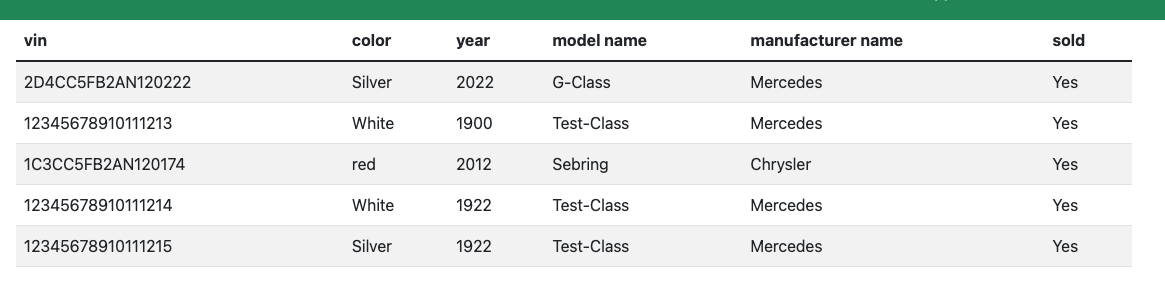 vin color year model name manufacturer name sold
2D4CC5FB2AN120222 Silver 2022 G-Class Mercedes Yes
12345678910111213 White 1900 Test-Class Mercedes Yes
1C3CC5FB2AN120174 red 2012 Sebring Chrysler Yes
12345678910111214 White 1922 Test-Class Mercedes Yes
12345678910111215 Silver 1922 Test-Class Mercedes Yes